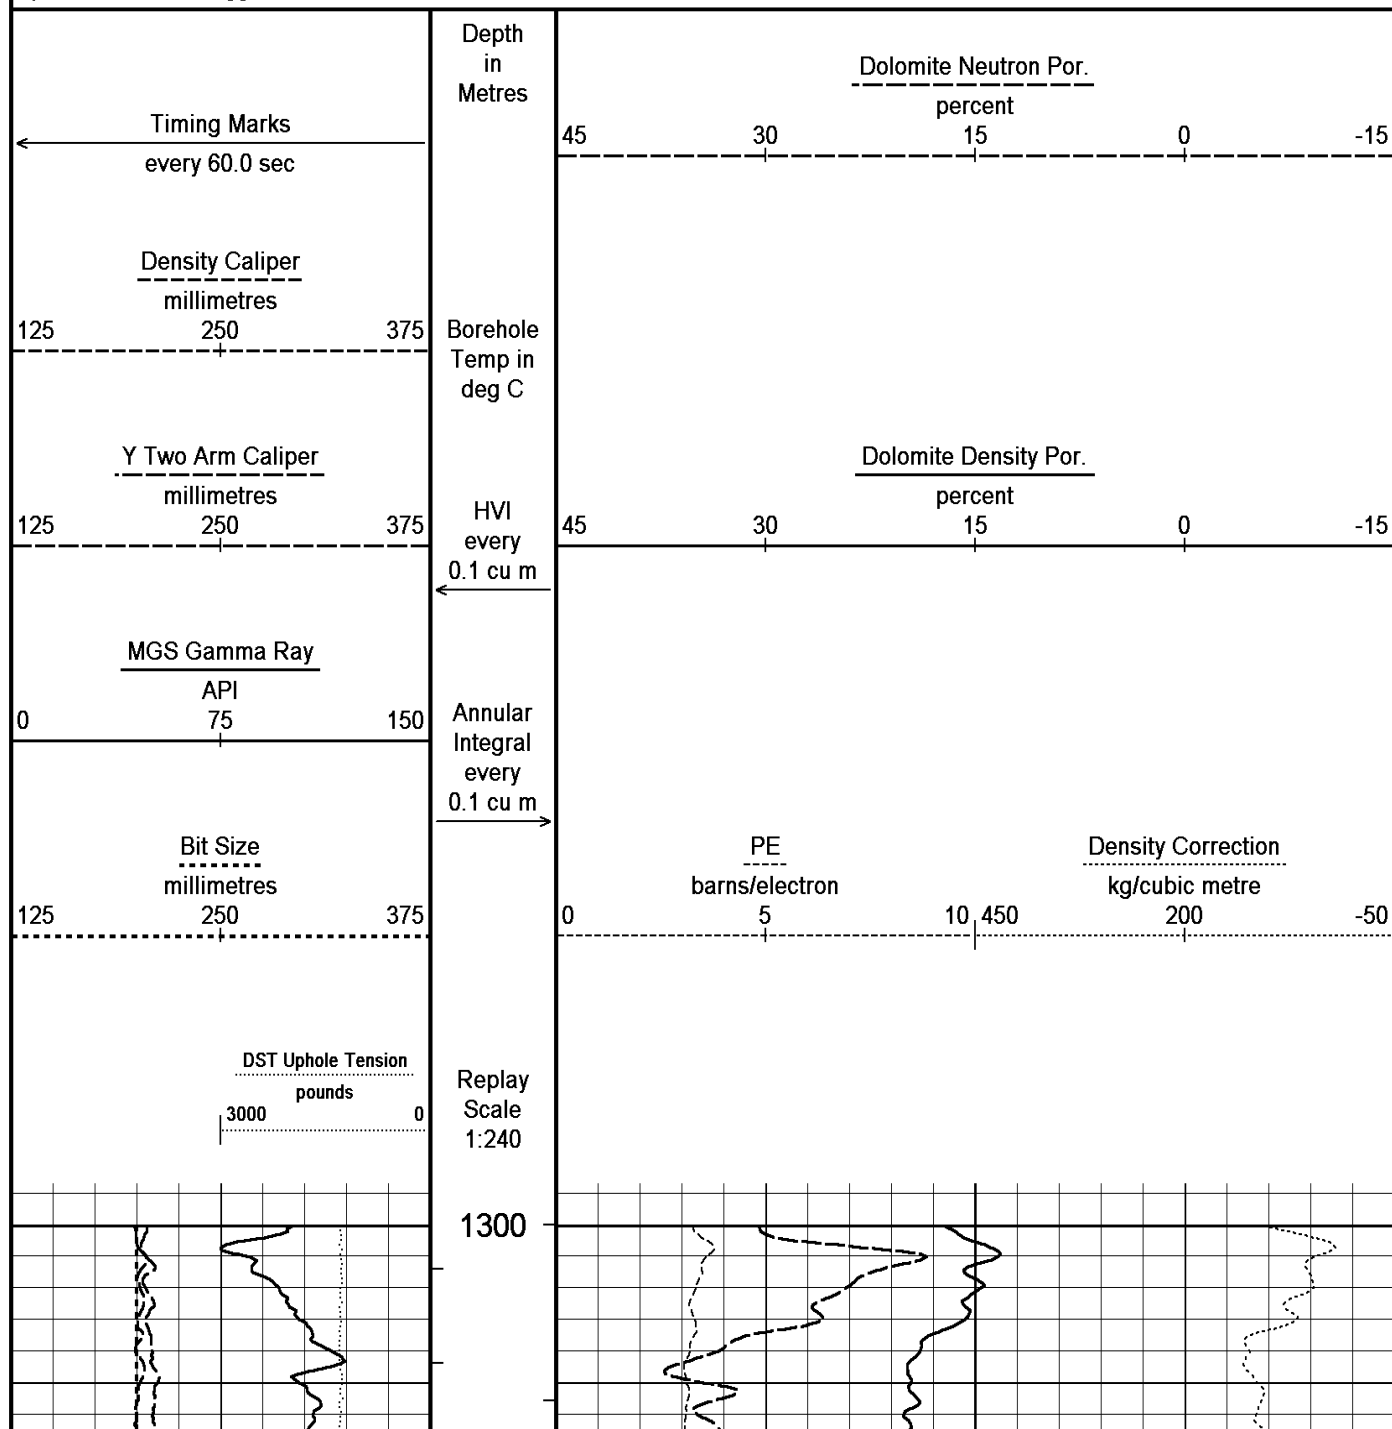 Timing Marks
every 60.0 sec
Density Caliper
millimetres
125 250 375
Y Two Arm Caliper
millimetres
125 250 375
MGS Gamma Ray
API
0 75 150
Bit Size
millimetres
125 250 375
DST Uphole Tension
pounds
3000 0
Depth
in
Metres
Borehole
Temp in
deg C
HVI
every
0.1 cu m
Annular
Integral
every
0.1 cu m
Replay
Scale
1:240
1300
Dolomite Neutron Por.
percent
45 30 15 0 -15
Dolomite Density Por.
percent
45 30 15 0 -15
PE
barns/electron
0 5 10
Density Correction
kg/cubic metre
450 200 -50